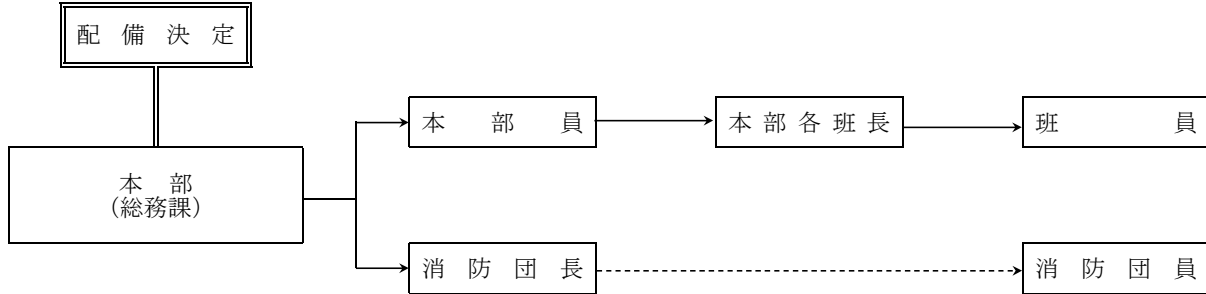 配備決定
本部員
本部各班長
班員
本部
(総務課)
消防団長
消防団員